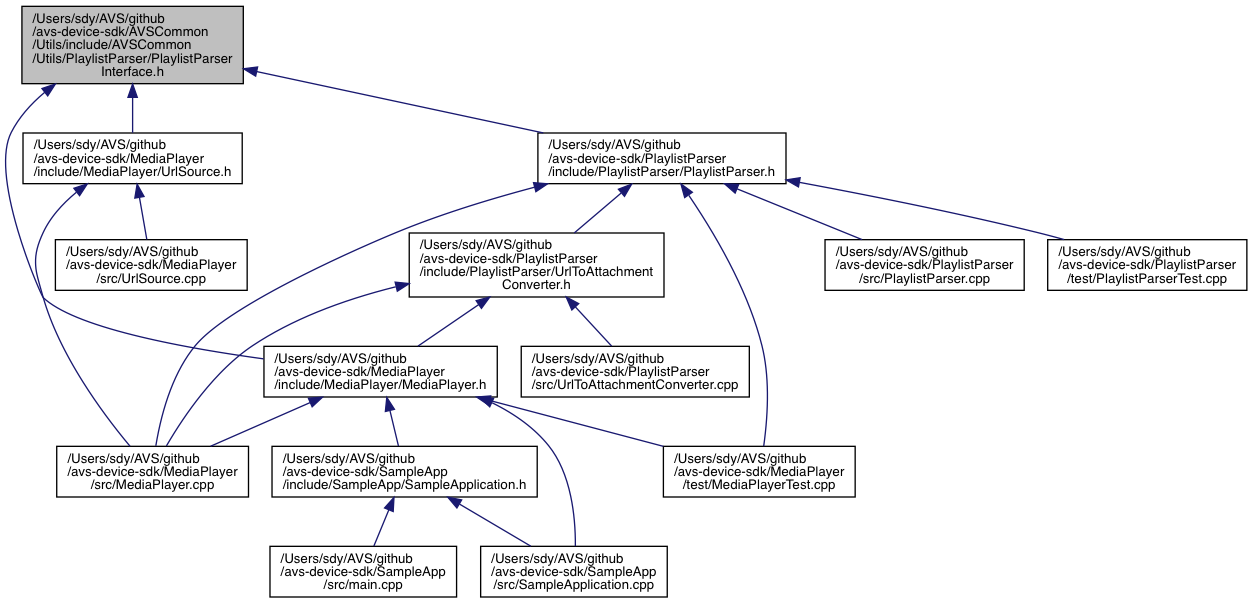 /Users/sdy/AVS/github
/avs-device-sdk/AVSCommon
/Utils/include/AVSCommon
/Utils/PlaylistParser/PlaylistParser
Interface.h
/Users/sdy/AVS/github
/avs-device-sdk/MediaPlayer
/include/MediaPlayer/UrlSource.h
/Users/sdy/AVS/github
/avs-device-sdk/PlaylistParser
/include/PlaylistParser/PlaylistParser.h
/Users/sdy/AVS/github
/avs-device-sdk/MediaPlayer
/src/UrlSource.cpp
/Users/sdy/AVS/github
/avs-device-sdk/PlaylistParser
/include/PlaylistParser/UrlToAttachment
Converter.h
/Users/sdy/AVS/github
/avs-device-sdk/PlaylistParser
/src/PlaylistParser.cpp
/Users/sdy/AVS/github
/avs-device-sdk/PlaylistParser
/test/PlaylistParserTest.cpp
/Users/sdy/AVS/github
/avs-device-sdk/MediaPlayer
/include/MediaPlayer/MediaPlayer.h
/Users/sdy/AVS/github
/avs-device-sdk/PlaylistParser
/src/UrlToAttachmentConverter.cpp
/Users/sdy/AVS/github
/avs-device-sdk/MediaPlayer
/src/MediaPlayer.cpp
/Users/sdy/AVS/github
/avs-device-sdk/SampleApp
/include/SampleApp/SampleApplication.h
/Users/sdy/AVS/github
/avs-device-sdk/MediaPlayer
/test/MediaPlayerTest.cpp
/Users/sdy/AVS/github
/avs-device-sdk/SampleApp
/src/main.cpp
/Users/sdy/AVS/github
/avs-device-sdk/SampleApp
/src/SampleApplication.cpp